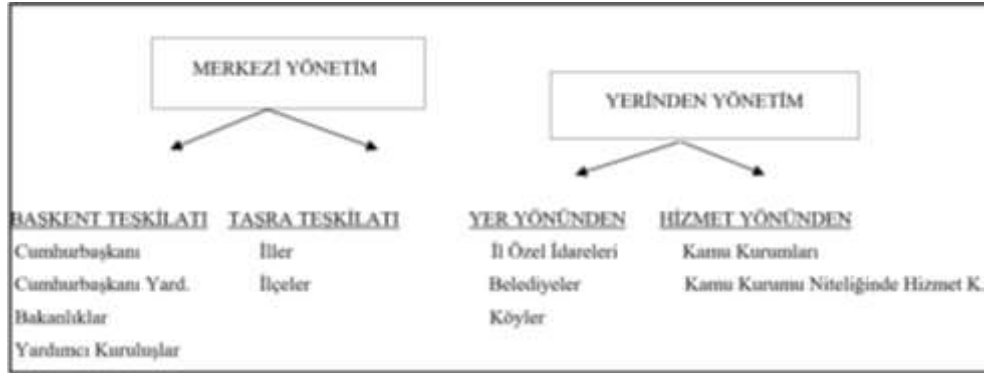 MERKEZİ YÖNETİM
YERİNDEN YÖNETİM
BAŞKENT TEŞKİLATI
Cumhurbaşkanı
Cumhurbaşkanı Yard.
Bakanlıklar
Yardımcı Kuruluşlar
TAŞRA TEŞKİLATI
İller
İlçeler
YER YÖNÜNDEN
İl Özel İdareleri
Belediyeler
Köyler
HİZMET YÖNÜNDEN
Kamu Kurumları
Kamu Kurumu Niteliğinde Hizmet K.